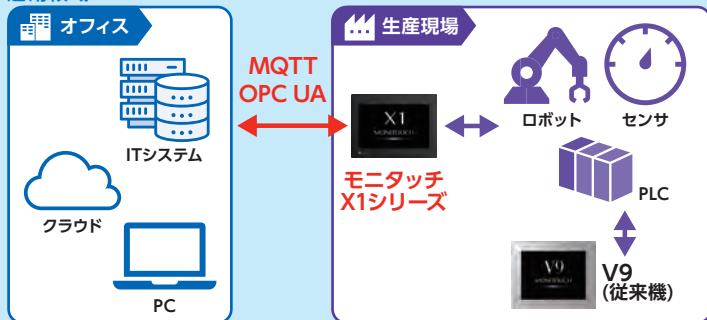 オフィス
生産現場
MQTT
OPC UA
ITシステム
クラウド
PC
X1
MONITOUCH
モニタッチ
X1シリーズ
ロボット
センサ
PLC
V9
MONITOUCH
V9
(従来機)